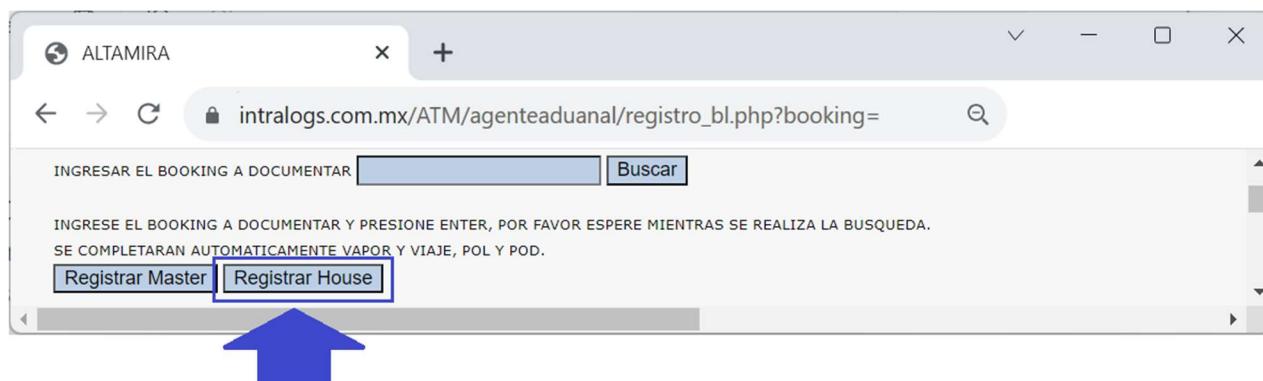 ALTAMIRA
intralogs.com.mx/ATM/agenteaduanal/registro_bl.php?booking=
INGRESAR EL BOOKING A DOCUMENTAR Buscar
INGRESE EL BOOKING A DOCUMENTAR Y PRESIONE ENTER, POR FAVOR ESPERE MIENTRAS SE REALIZA LA BUSQUEDA.
SE COMPLETARAN AUTOMATICAMENTE VAPOR Y VIAJE, POL Y POD.
Registrar Master Registrar House